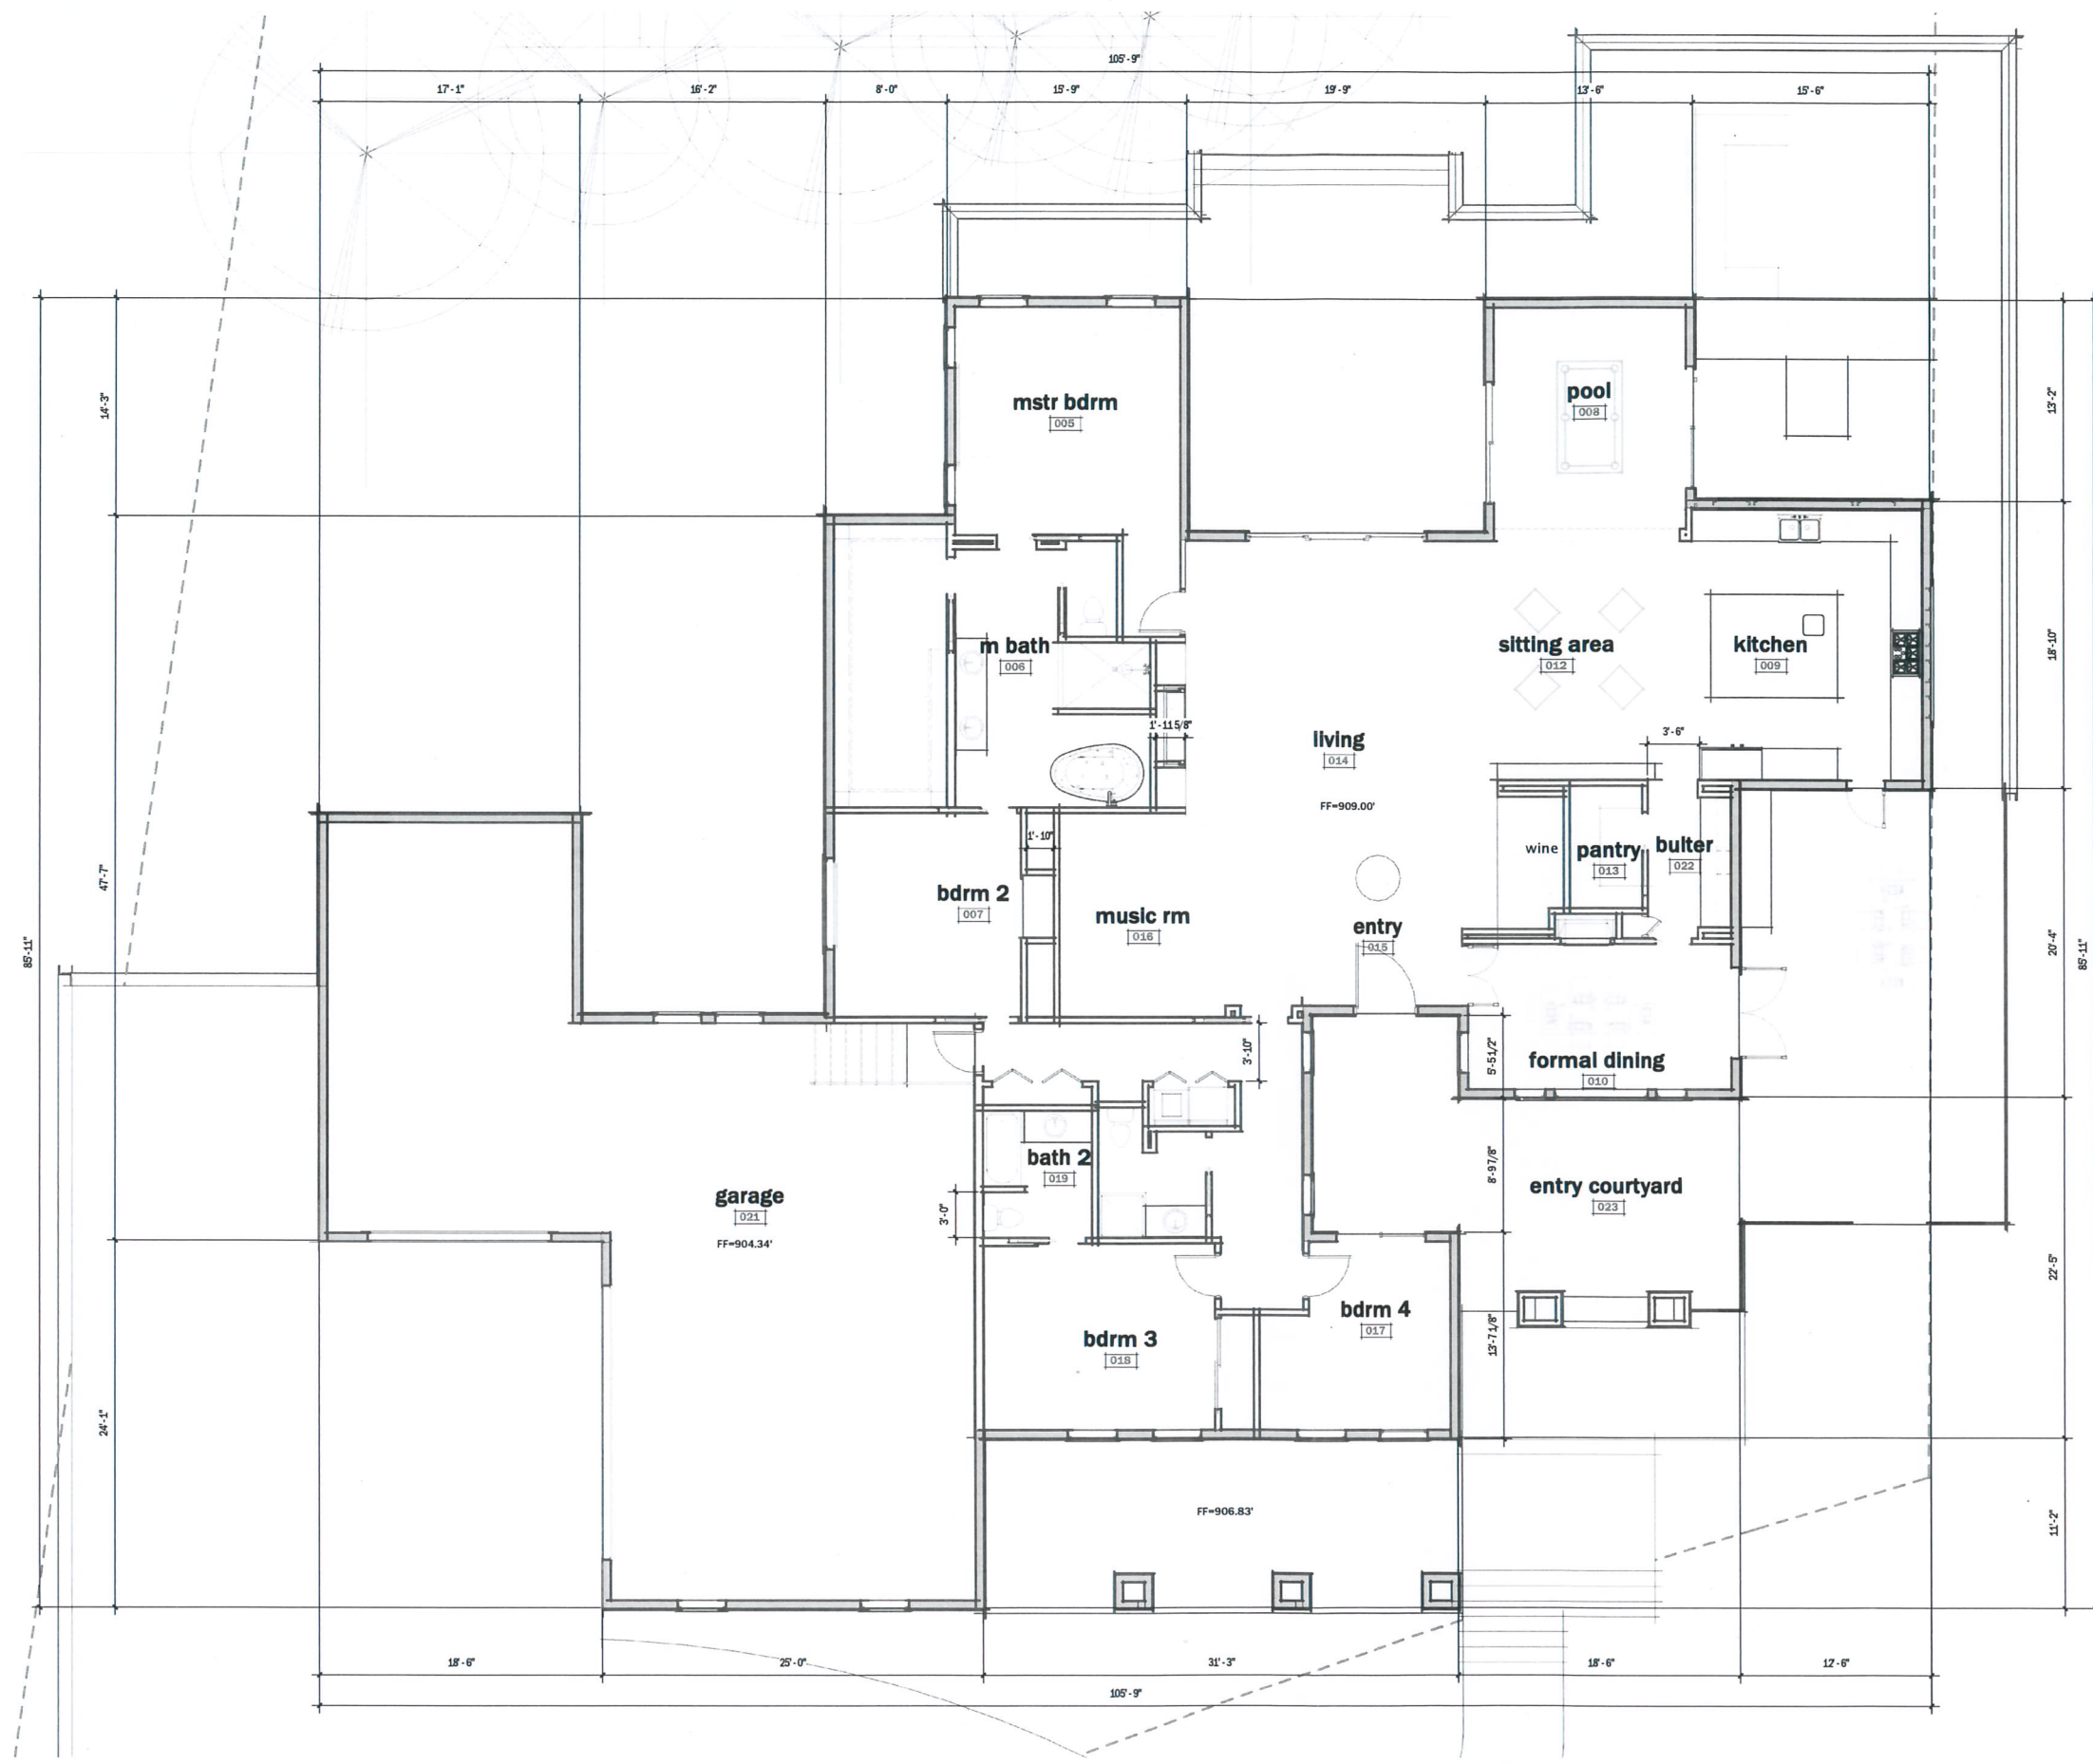 105'-9"
17'-1"
16'-2"
8'-0"
15'-9"
19'-9"
13'-6"
15'-6"
14'-3"
47'-7"
85'-11"
24'-1"
13'-2"
18'-10"
20'-4"
85'-11"
22'-5"
11'-2"
mstr bdrm
005
pool
008
m bath
006
sitting area
012
kitchen
009
1'-11 5/8"
3'-6"
living
014
FF=909.00'
1'-10"
wine
pantry
013
bulter
022
bdrm 2
007
music rm
016
entry
015
3'-10"
5'-5 1/2"
formal dining
010
bath 2
019
8'-9 7/8"
entry courtyard
023
garage
021
FF=904.34'
3'-0"
bdrm 3
018
bdrm 4
017
13'-7 1/8"
FF=906.83'
18'-6"
25'-0"
31'-3"
18'-6"
12'-6"
105'-9"